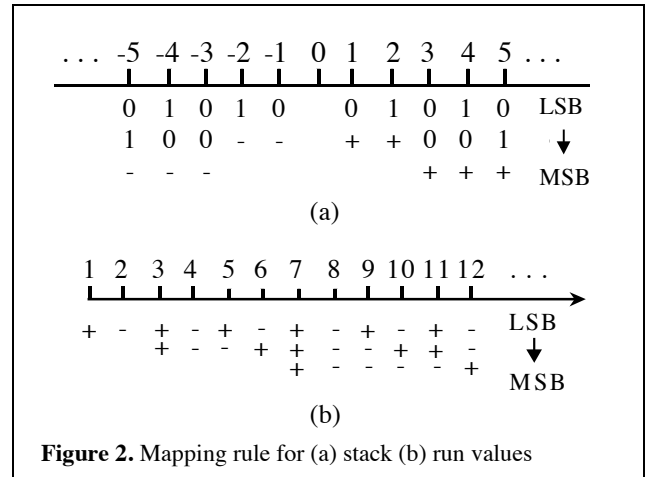 . . . -5 -4 -3 -2 -1 0 1 2 3 4 5 . . .
0 1 0 1 0 0 1 0 1 0 LSB
1 0 0 - - + + 0 0 1
- - - + + + MSB
(a)
1 2 3 4 5 6 7 8 9 10 11 12 . . .
+ - + - + - + - + - + - LSB
+ - - + + - - + + -
+ - - - - + MSB
(b)
Figure 2. Mapping rule for (a) stack (b) run values